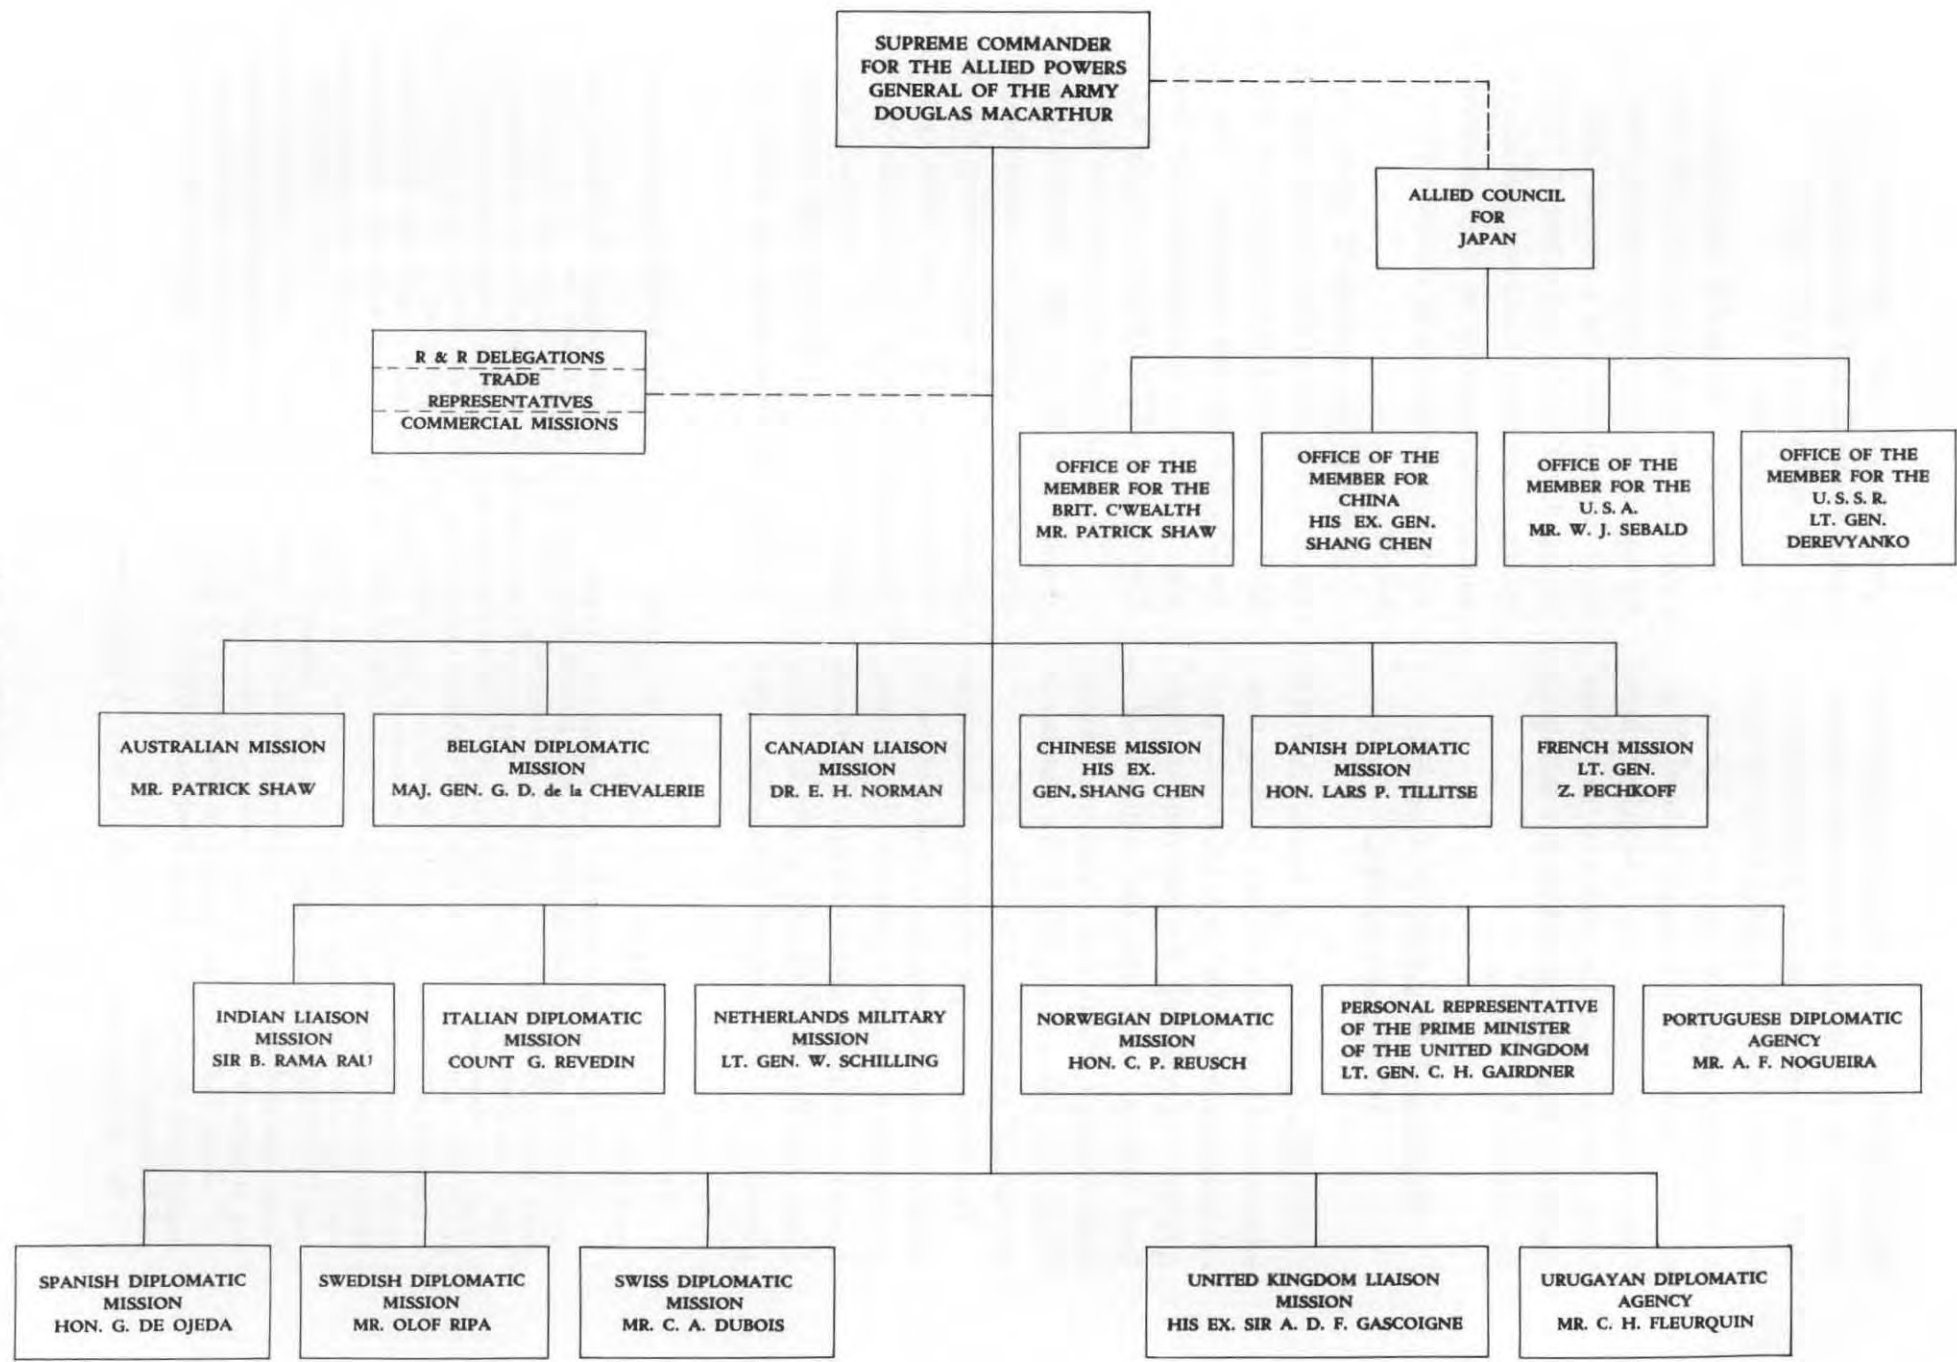 SUPREME COMMANDER
FOR THE ALLIED POWERS
GENERAL OF THE ARMY
DOUGLAS MACARTHUR
ALLIED COUNCIL
FOR
JAPAN
R & R DELEGATIONS
TRADE
REPRESENTATIVES
COMMERCIAL MISSIONS
OFFICE OF THE
MEMBER FOR THE
BRIT. C'WEALTH
MR. PATRICK SHAW
OFFICE OF THE
MEMBER FOR
CHINA
HIS EX. GEN.
SHANG CHEN
OFFICE OF THE
MEMBER FOR THE
U. S. A.
MR. W. J. SEBALD
OFFICE OF THE
MEMBER FOR THE
U. S. S. R.
LT. GEN.
DEREVYANKO
AUSTRALIAN MISSION
MR. PATRICK SHAW
BELGIAN DIPLOMATIC
MISSION
MAJ. GEN. G. D. de la CHEVALERIE
CANADIAN LIAISON
MISSION
DR. E. H. NORMAN
CHINESE MISSION
HIS EX.
GEN. SHANG CHEN
DANISH DIPLOMATIC
MISSION
HON. LARS P. TILLITSE
FRENCH MISSION
LT. GEN.
Z. PECHKOFF
INDIAN LIAISON
MISSION
SIR B. RAMA RAU
ITALIAN DIPLOMATIC
MISSION
COUNT G. REVEDIN
NETHERLANDS MILITARY
MISSION
LT. GEN. W. SCHILLING
NORWEGIAN DIPLOMATIC
MISSION
HON. C. P. REUSCH
PERSONAL REPRESENTATIVE
OF THE PRIME MINISTER
OF THE UNITED KINGDOM
LT. GEN. C. H. GAIRDNER
PORTUGUESE DIPLOMATIC
AGENCY
MR. A. F. NOGUEIRA
SPANISH DIPLOMATIC
MISSION
HON. G. DE OJEDA
SWEDISH DIPLOMATIC
MISSION
MR. OLOF RIPA
SWISS DIPLOMATIC
MISSION
MR. C. A. DUBOIS
UNITED KINGDOM LIAISON
MISSION
HIS EX. SIR A. D. F. GASCOIGNE
URUGAYAN DIPLOMATIC
AGENCY
MR. C. H. FLEURQUIN